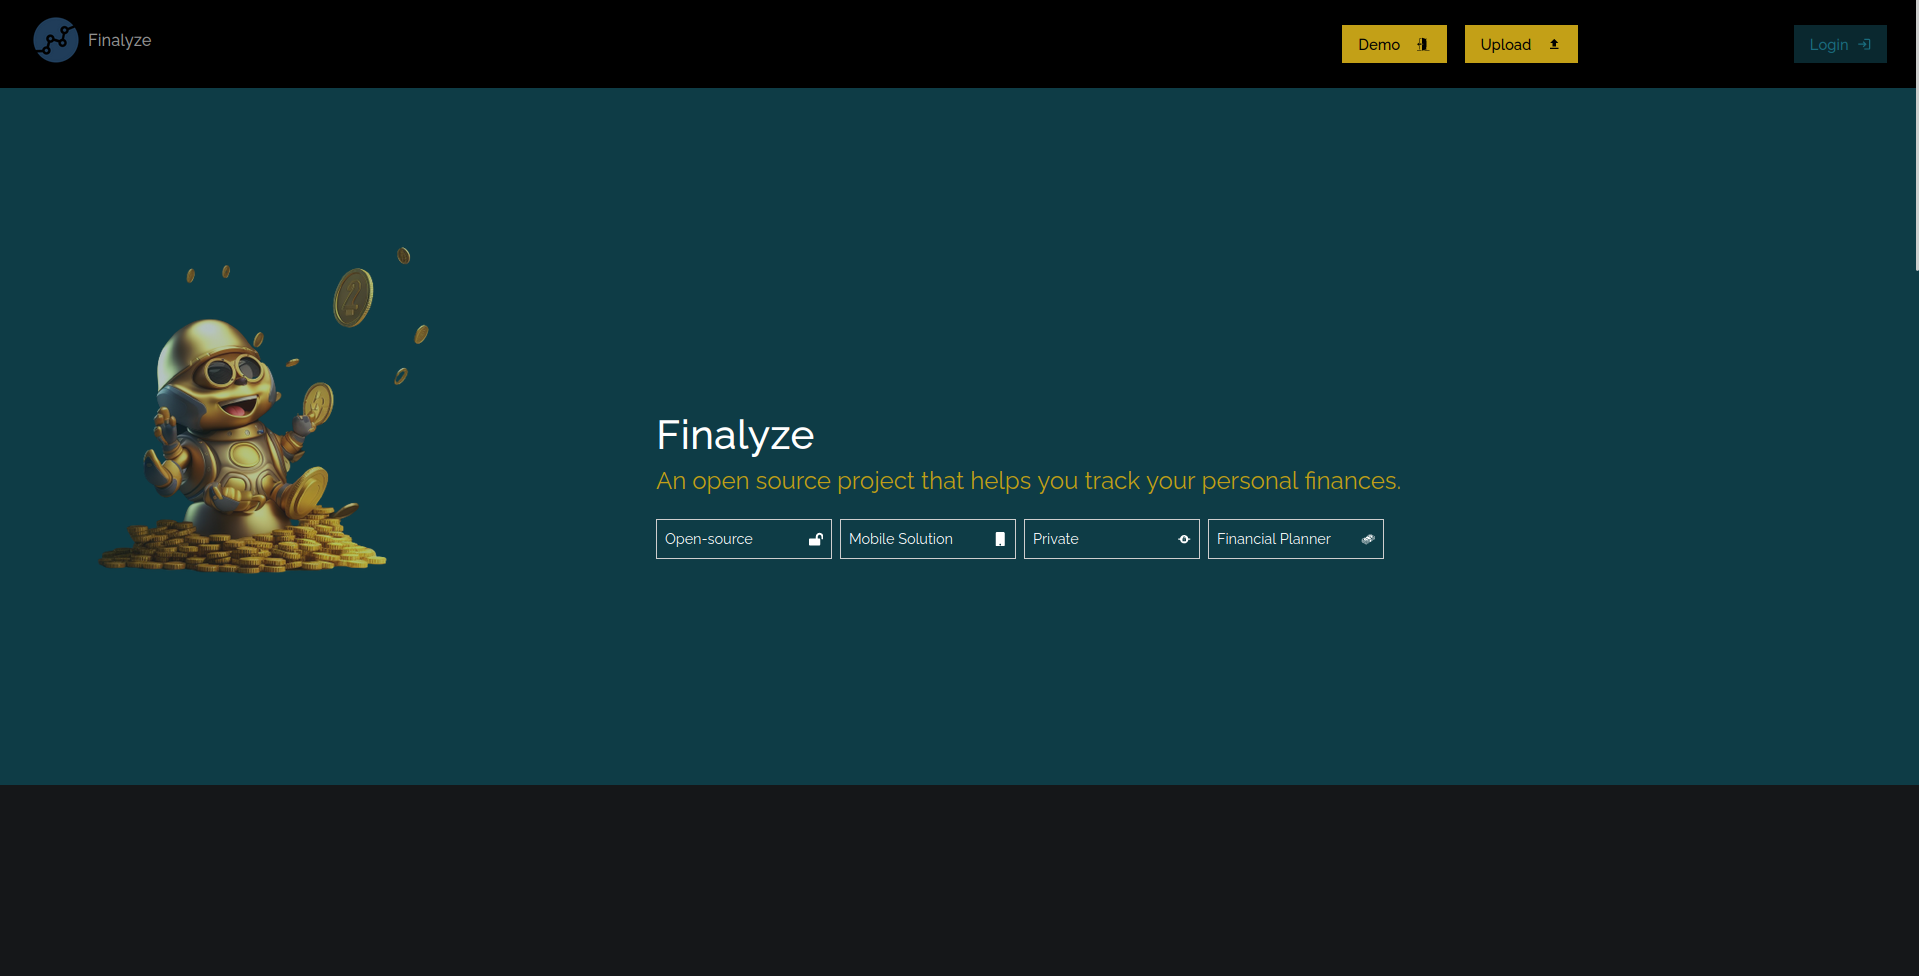 Finalyze
Demo
Upload
Login
Finalyze
An open source project that helps you track your personal finances.
Open-source
Mobile Solution
Private
Financial Planner